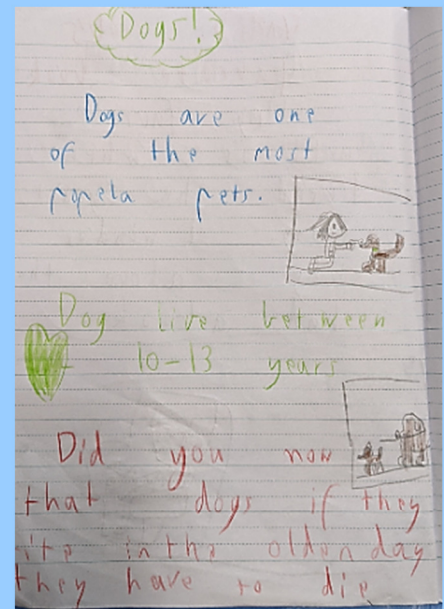 Dogs!
Dogs are one
of the most
popela pets.
Dog live between
10-13 years
Did you now
that dogs if they
in the olden day
they have to die